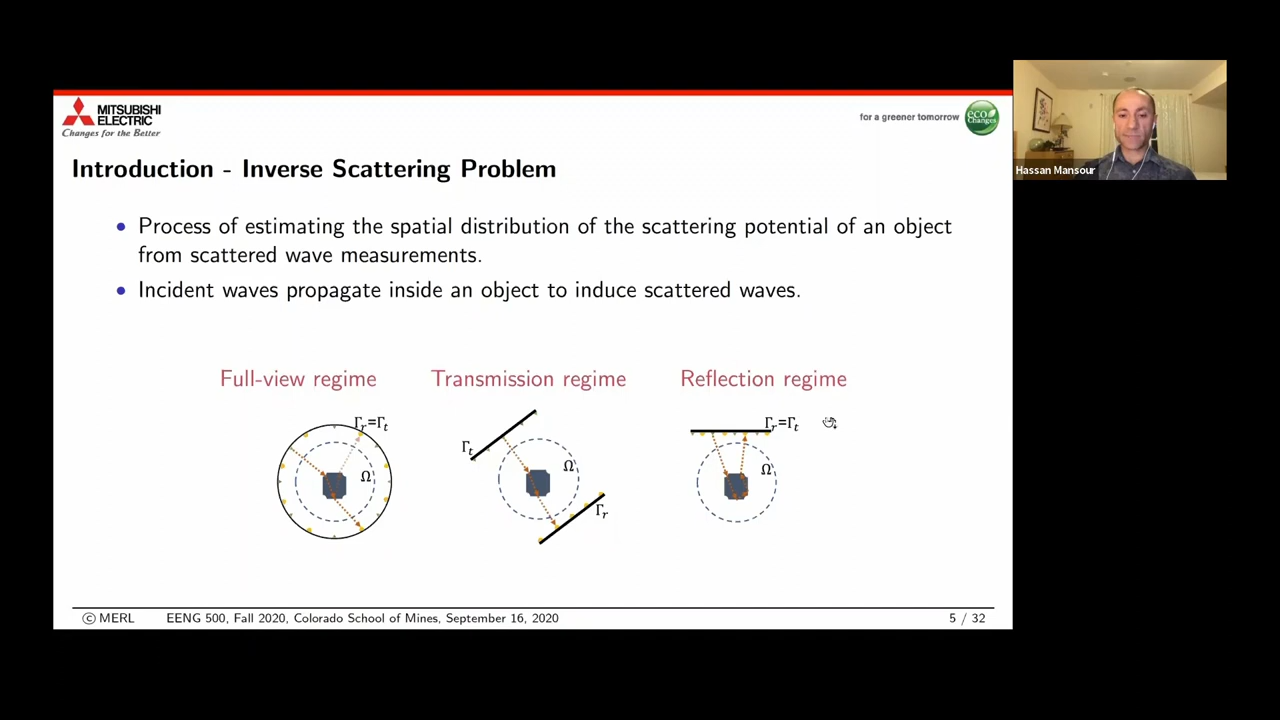 MITSUBISHI
ELECTRIC
Changes for the Better
for a greener tomorrow
eco
Changes
Hassan Mansour
Introduction - Inverse Scattering Problem
• Process of estimating the spatial distribution of the scattering potential of an object
from scattered wave measurements.
• Incident waves propagate inside an object to induce scattered waves.
Full-view regime
Transmission regime
Reflection regime
Γr=Γt
Ω
Γt
Ω
Γr
Γr=Γt
Ω
© MERL
EENG 500, Fall 2020, Colorado School of Mines, September 16, 2020
5 / 32